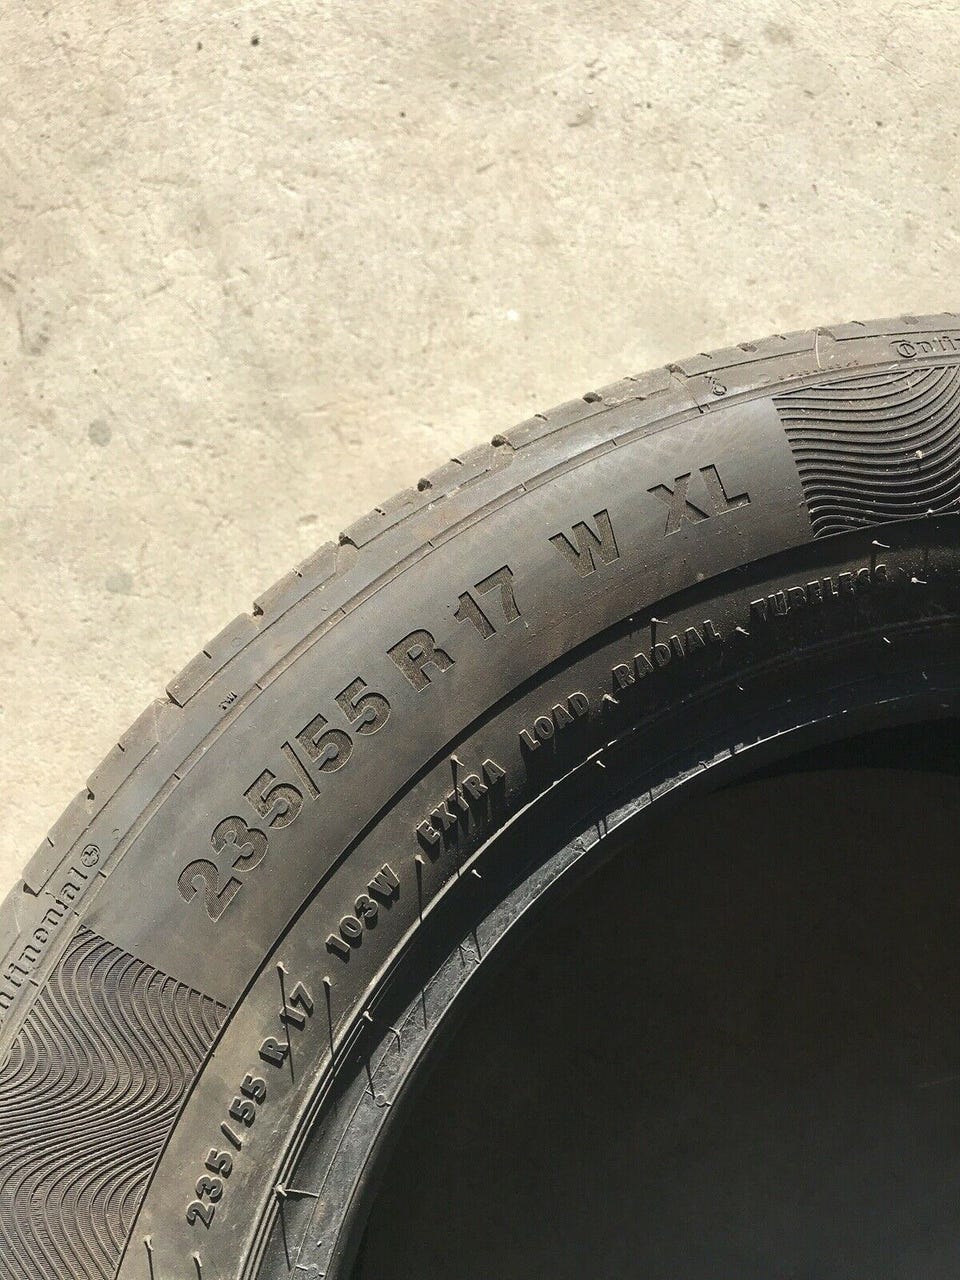 235/55 R 17 W XL
235/55 R 17 103W EXTRA LOAD RADIAL TUBELESS